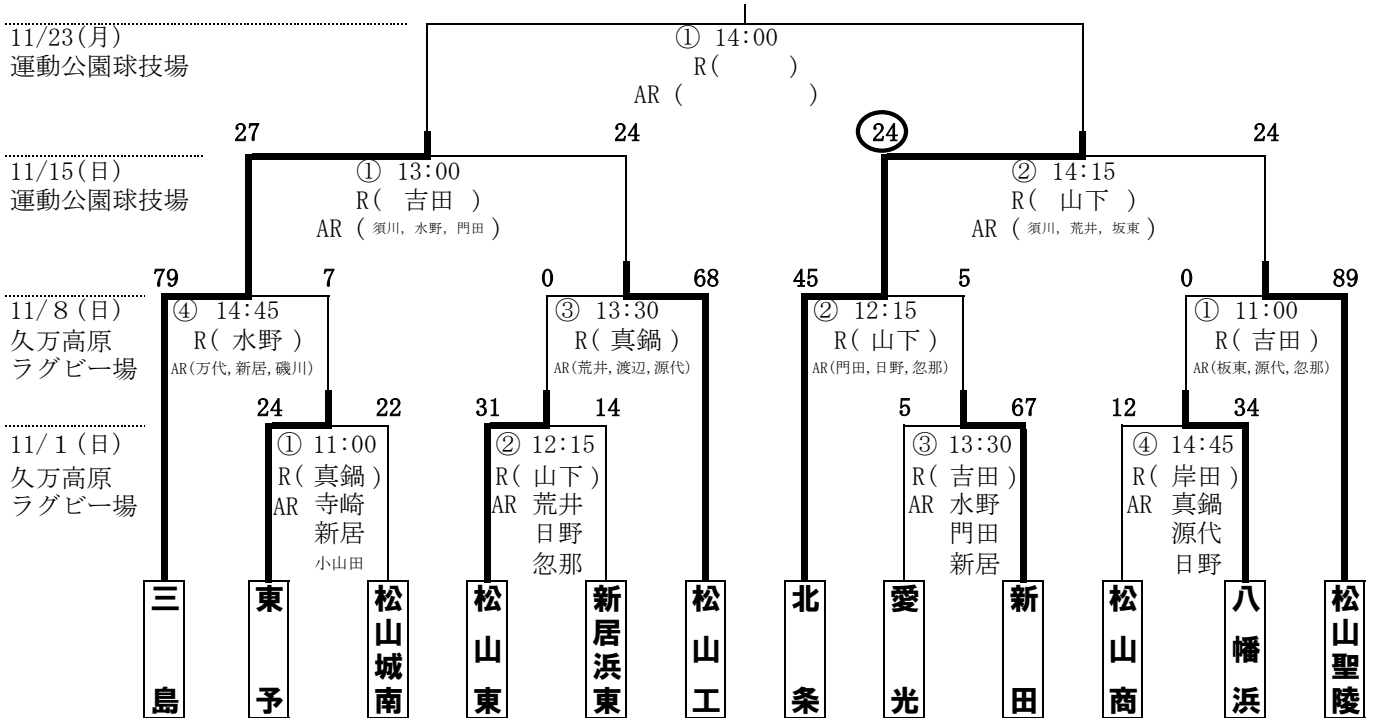 11/23(月)
運動公園球技場
① 14:00
R(　　　)
AR (　　　　　)
27 24 24 24
11/15(日)
運動公園球技場
① 13:00
R( 吉田 )
AR ( 須川, 水野, 門田 )
② 14:15
R( 山下 )
AR ( 須川, 荒井, 坂東 )
79 7 0 68 45 5 0 89
11/8(日)
久万高原
ラグビー場
④ 14:45
R( 水野 )
AR(万代, 新居, 磯川)
③ 13:30
R( 真鍋 )
AR(荒井, 渡辺, 源代)
② 12:15
R( 山下 )
AR(門田, 日野, 忽那)
① 11:00
R( 吉田 )
AR(板東, 源代, 忽那)
24 22 31 14 5 67 12 34
11/1(日)
久万高原
ラグビー場
① 11:00
R( 真鍋 )
AR 寺崎
新居
小山田
② 12:15
R( 山下 )
AR 荒井
日野
忽那
③ 13:30
R( 吉田 )
AR 水野
門田
新居
④ 14:45
R( 岸田 )
AR 真鍋
源代
日野
三島
東予
松山城南
松山東
新居浜東
松山工
北条
愛光
新田
松山商
八幡浜
松山聖陵